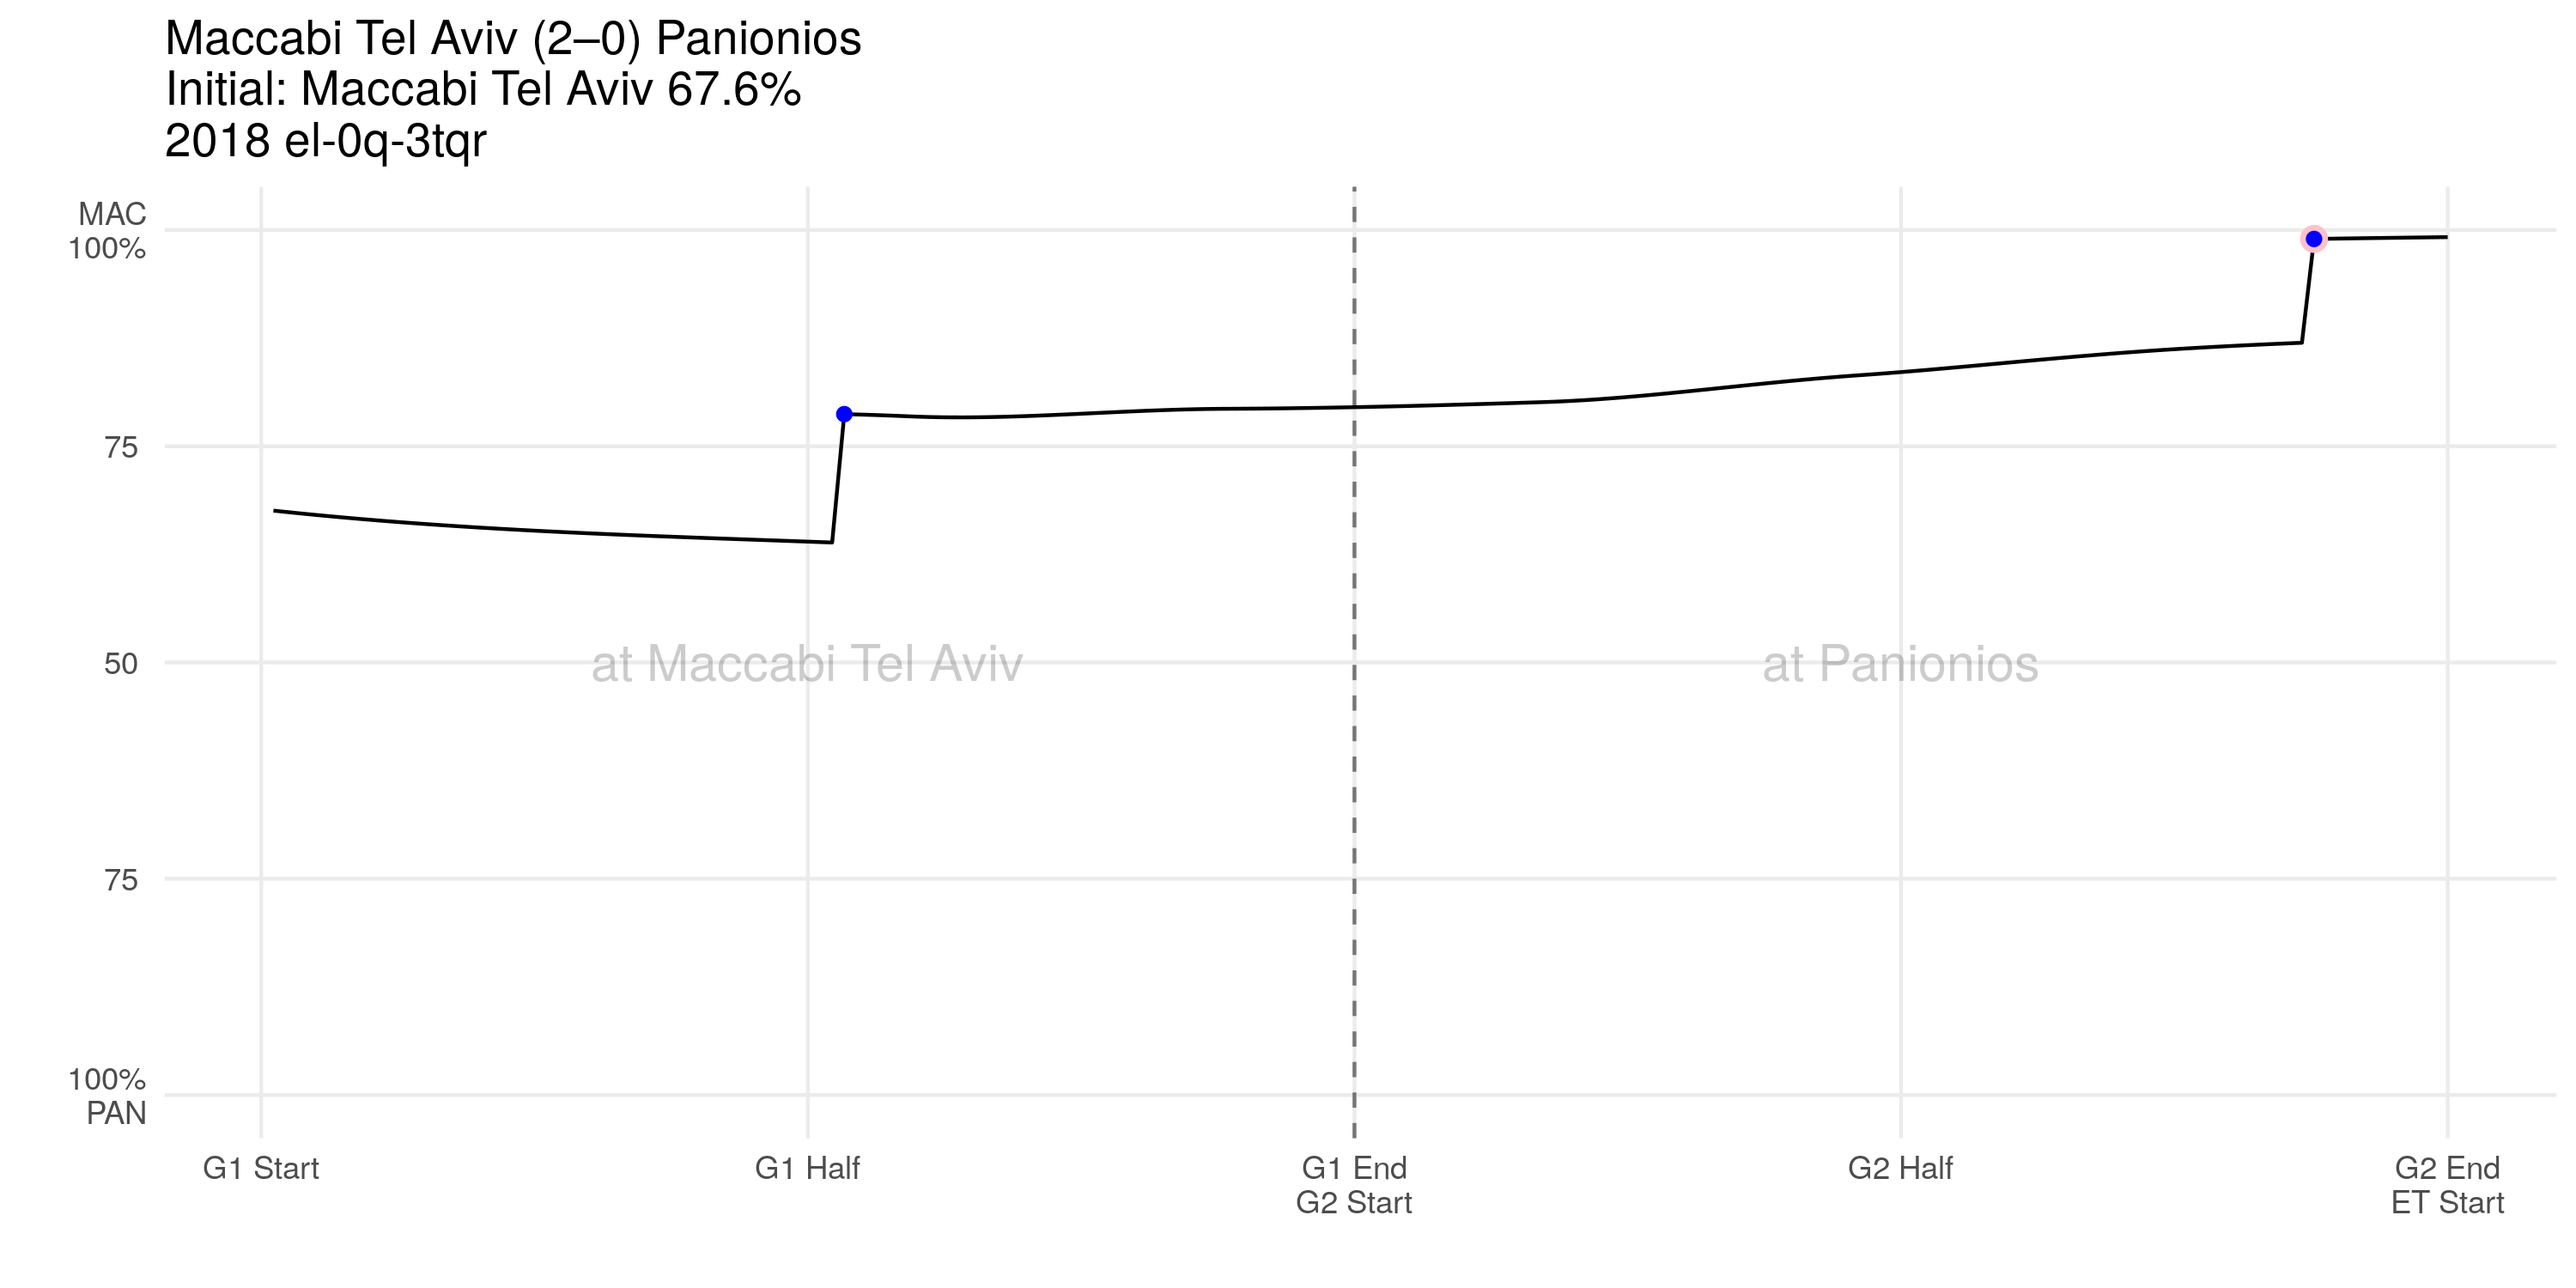 Maccabi Tel Aviv (2–0) Panionios
Initial: Maccabi Tel Aviv 67.6%
2018 el-0q-3tqr
MAC
100%
75
50
75
100%
PAN
at Maccabi Tel Aviv
at Panionios
G1 Start
G1 Half
G1 End
G2 Start
G2 Half
G2 End
ET Start